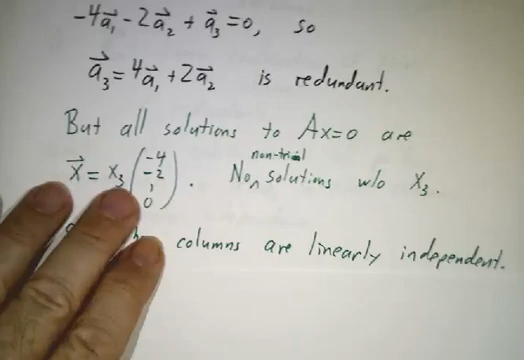 -4a⃗₁ - 2a⃗₂ + a⃗₃ = 0, so
a⃗₃ = 4a⃗₁ + 2a⃗₂ is redundant.
But all solutions to Ax=0 are
x⃗ = x₃ (-4 -2 1 0). No non-trivial solutions w/o x₃.
columns are linearly independent.